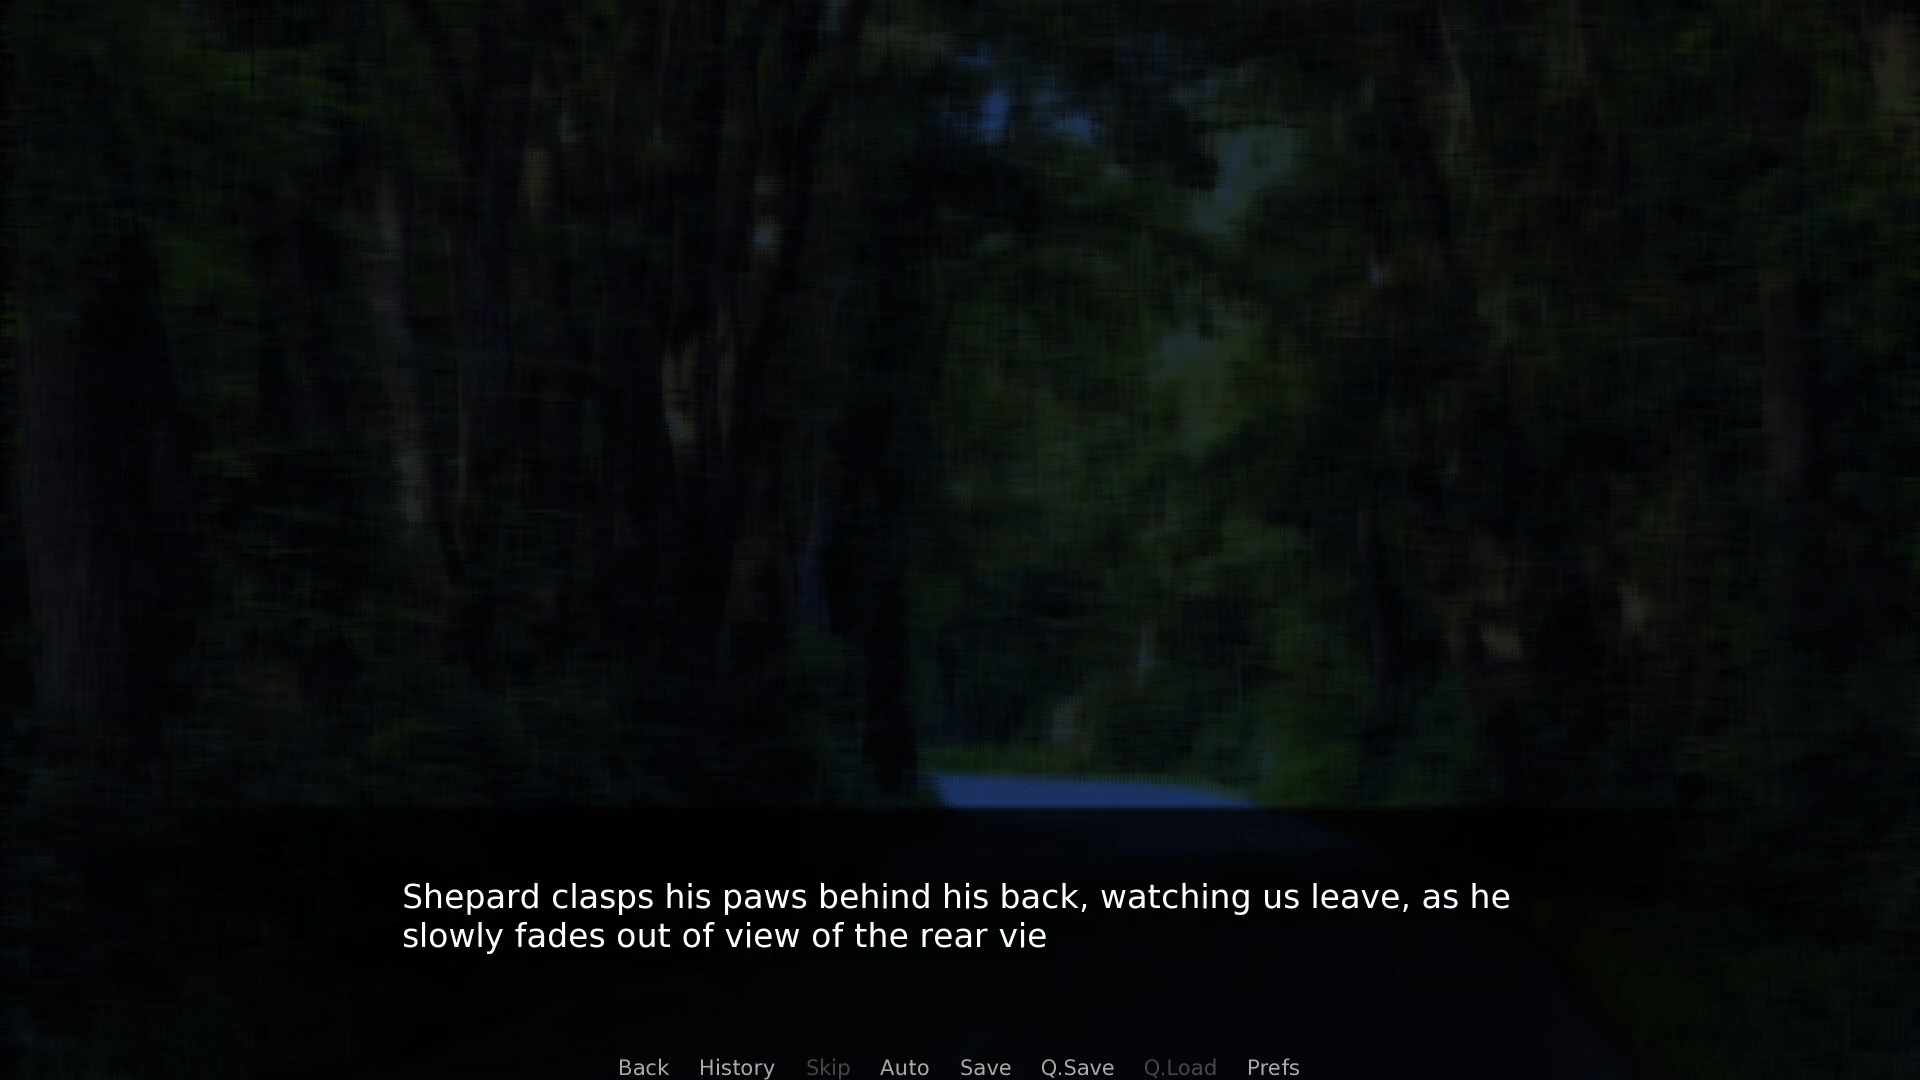 Shepard clasps his paws behind his back, watching us leave, as he
slowly fades out of view of the rear vie
Back History Skip Auto Save Q.Save Q.Load Prefs